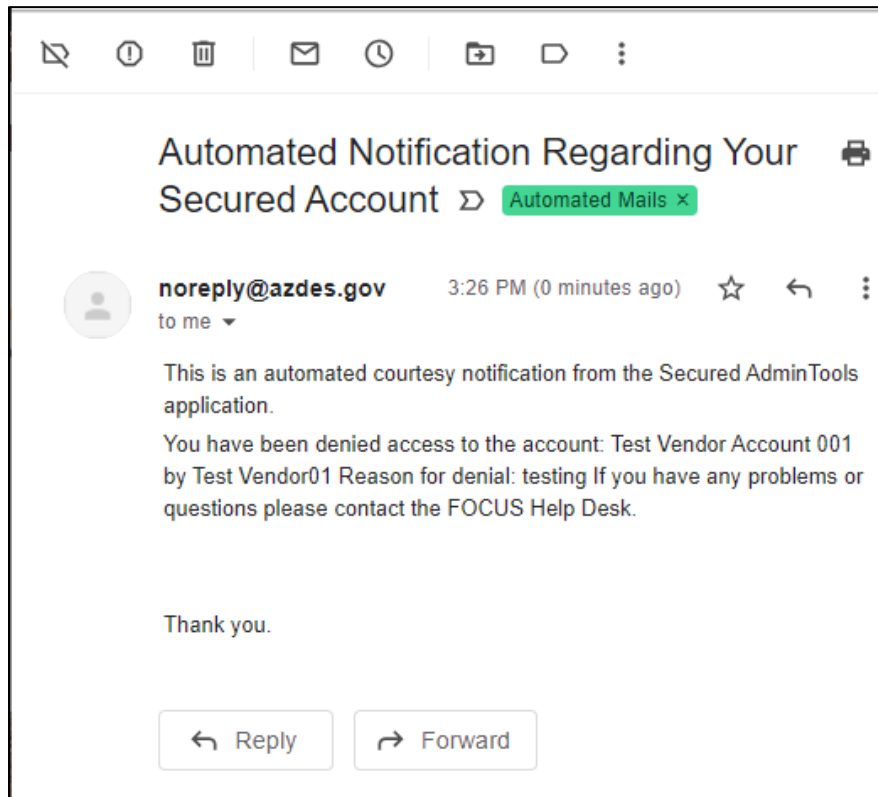 Automated Notification Regarding Your
Secured Account Automated Mails ×
noreply@azdes.gov 3:26 PM (0 minutes ago)
to me
This is an automated courtesy notification from the Secured AdminTools
application.
You have been denied access to the account: Test Vendor Account 001
by Test Vendor01 Reason for denial: testing If you have any problems or
questions please contact the FOCUS Help Desk.
Thank you.
Reply Forward